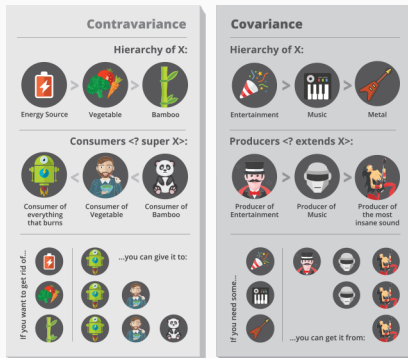 Contravariance
Hierarchy of X:
Energy Source
Vegetable
Bamboo
Consumers <? super X>:
Consumer of
everything
that burns
Consumer of
Vegetable
Consumer of
Bamboo
If you want to get rid of...
...you can give it to:
Covariance
Hierarchy of X:
Entertainment
Music
Metal
Producers <? extends X>:
Producer of
Entertainment
Producer of
Music
Producer of
the most
insane sound
If you need some...
...you can get it from: